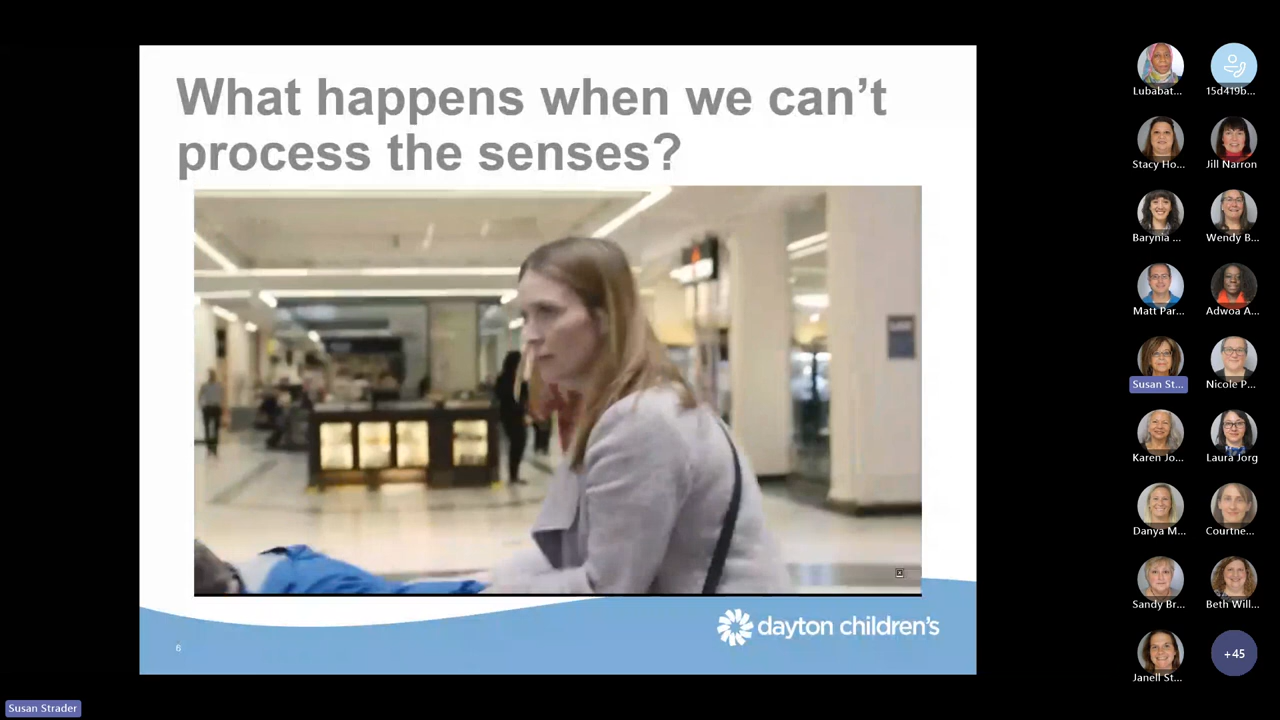 What happens when we can't
process the senses?
6
dayton children's
Lubabat...
15d419b...
Stacy Ho...
Jill Narron
Barynia ...
Wendy B...
Matt Par...
Adwoa A...
Susan St...
Nicole P...
Karen Jo...
Laura Jorg
Danya M...
Courtne...
Sandy Br...
Beth Will...
Janell St...
+45
Susan Strader